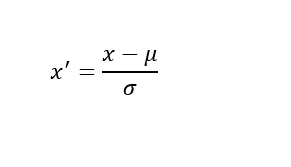 x′ = (x − μ) / σ